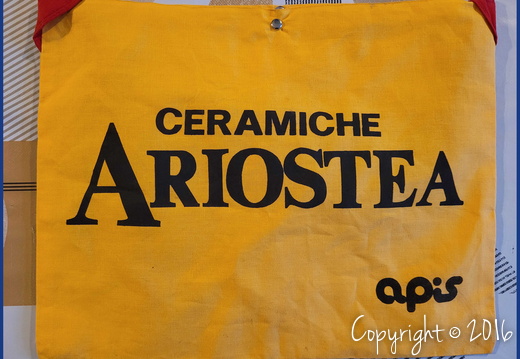 CERAMICHE
ARIOSTEA
apis
Copyright © 2016